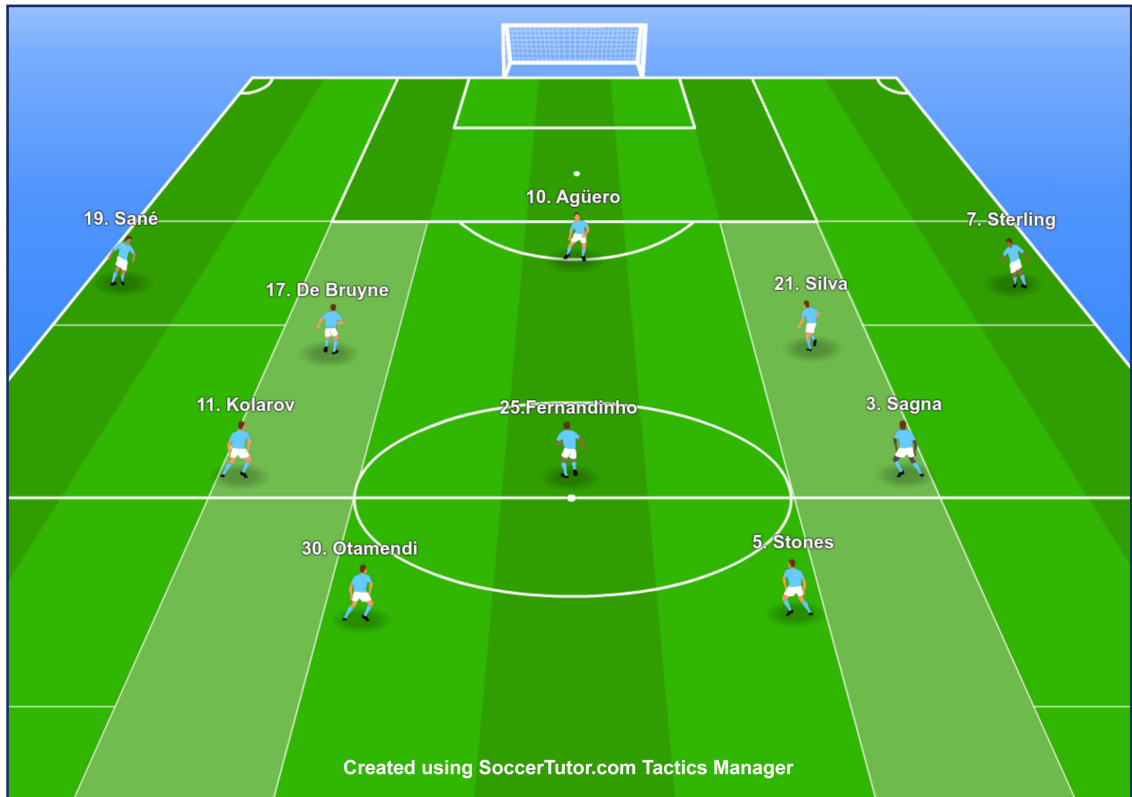 10. Agüero
19. Sané
7. Sterling
17. De Bruyne
21. Silva
11. Kolarov
25.Fernandinho
3. Sagna
30. Otamendi
5. Stones
Created using SoccerTutor.com Tactics Manager